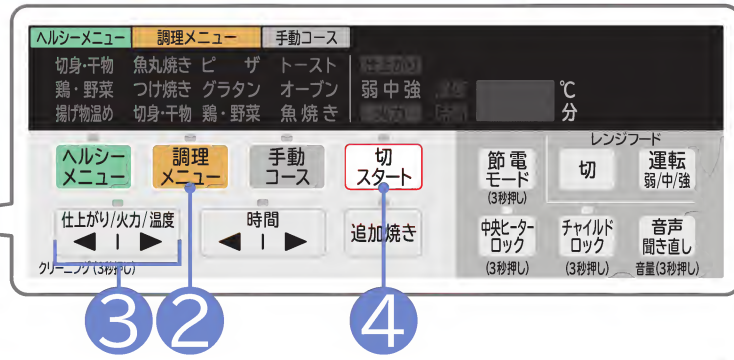 ヘルシーメニュー 調理メニュー 手動コース
切身・干物 魚丸焼き ピザ トースト 仕上がり
鶏・野菜 つけ焼き グラタン オーブン 弱中強 ℃
揚げ物温め 切身・干物 鶏・野菜 魚焼き 火力 時間 分
レンジフード
ヘルシー
メニュー
調理
メニュー
手動
コース
切
スタート
節電
モード
(3秒押し)
切
運転
弱/中/強
仕上がり/火力/温度
◀ | ▶
時間
◀ | ▶
追加焼き
中央ヒーター
ロック
(3秒押し)
チャイルド
ロック
(3秒押し)
音声
聞き直し
音量(3秒押し)
クリーニング(3秒押し)
3 2 4